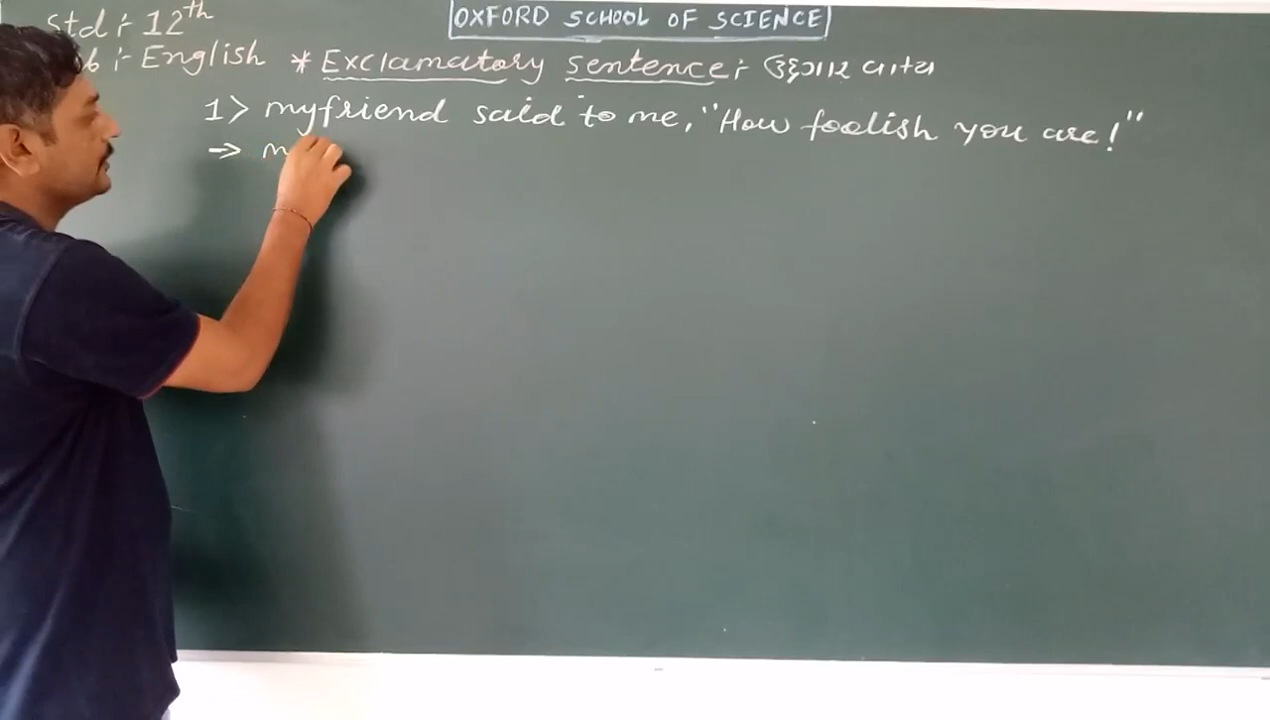 Std :- 12th
OXFORD SCHOOL OF SCIENCE
b :- English * Exclamatory Sentence :- ઉદ્દગાર વાક્ય
1> myfriend said to me, "How foolish you are!"
→ m